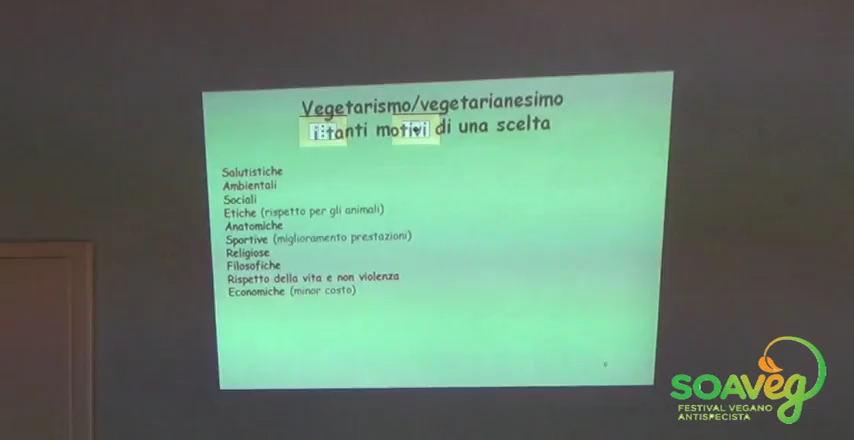 Vegetarismo/vegetarianesimo
i tanti motivi di una scelta
Salutistiche
Ambientali
Sociali
Etiche (rispetto per gli animali)
Anatomiche
Sportive (miglioramento prestazioni)
Religiose
Filosofiche
Rispetto della vita e non violenza
Economiche (minor costo)
SOAVEG
FESTIVAL VEGANO
ANTISPECISTA